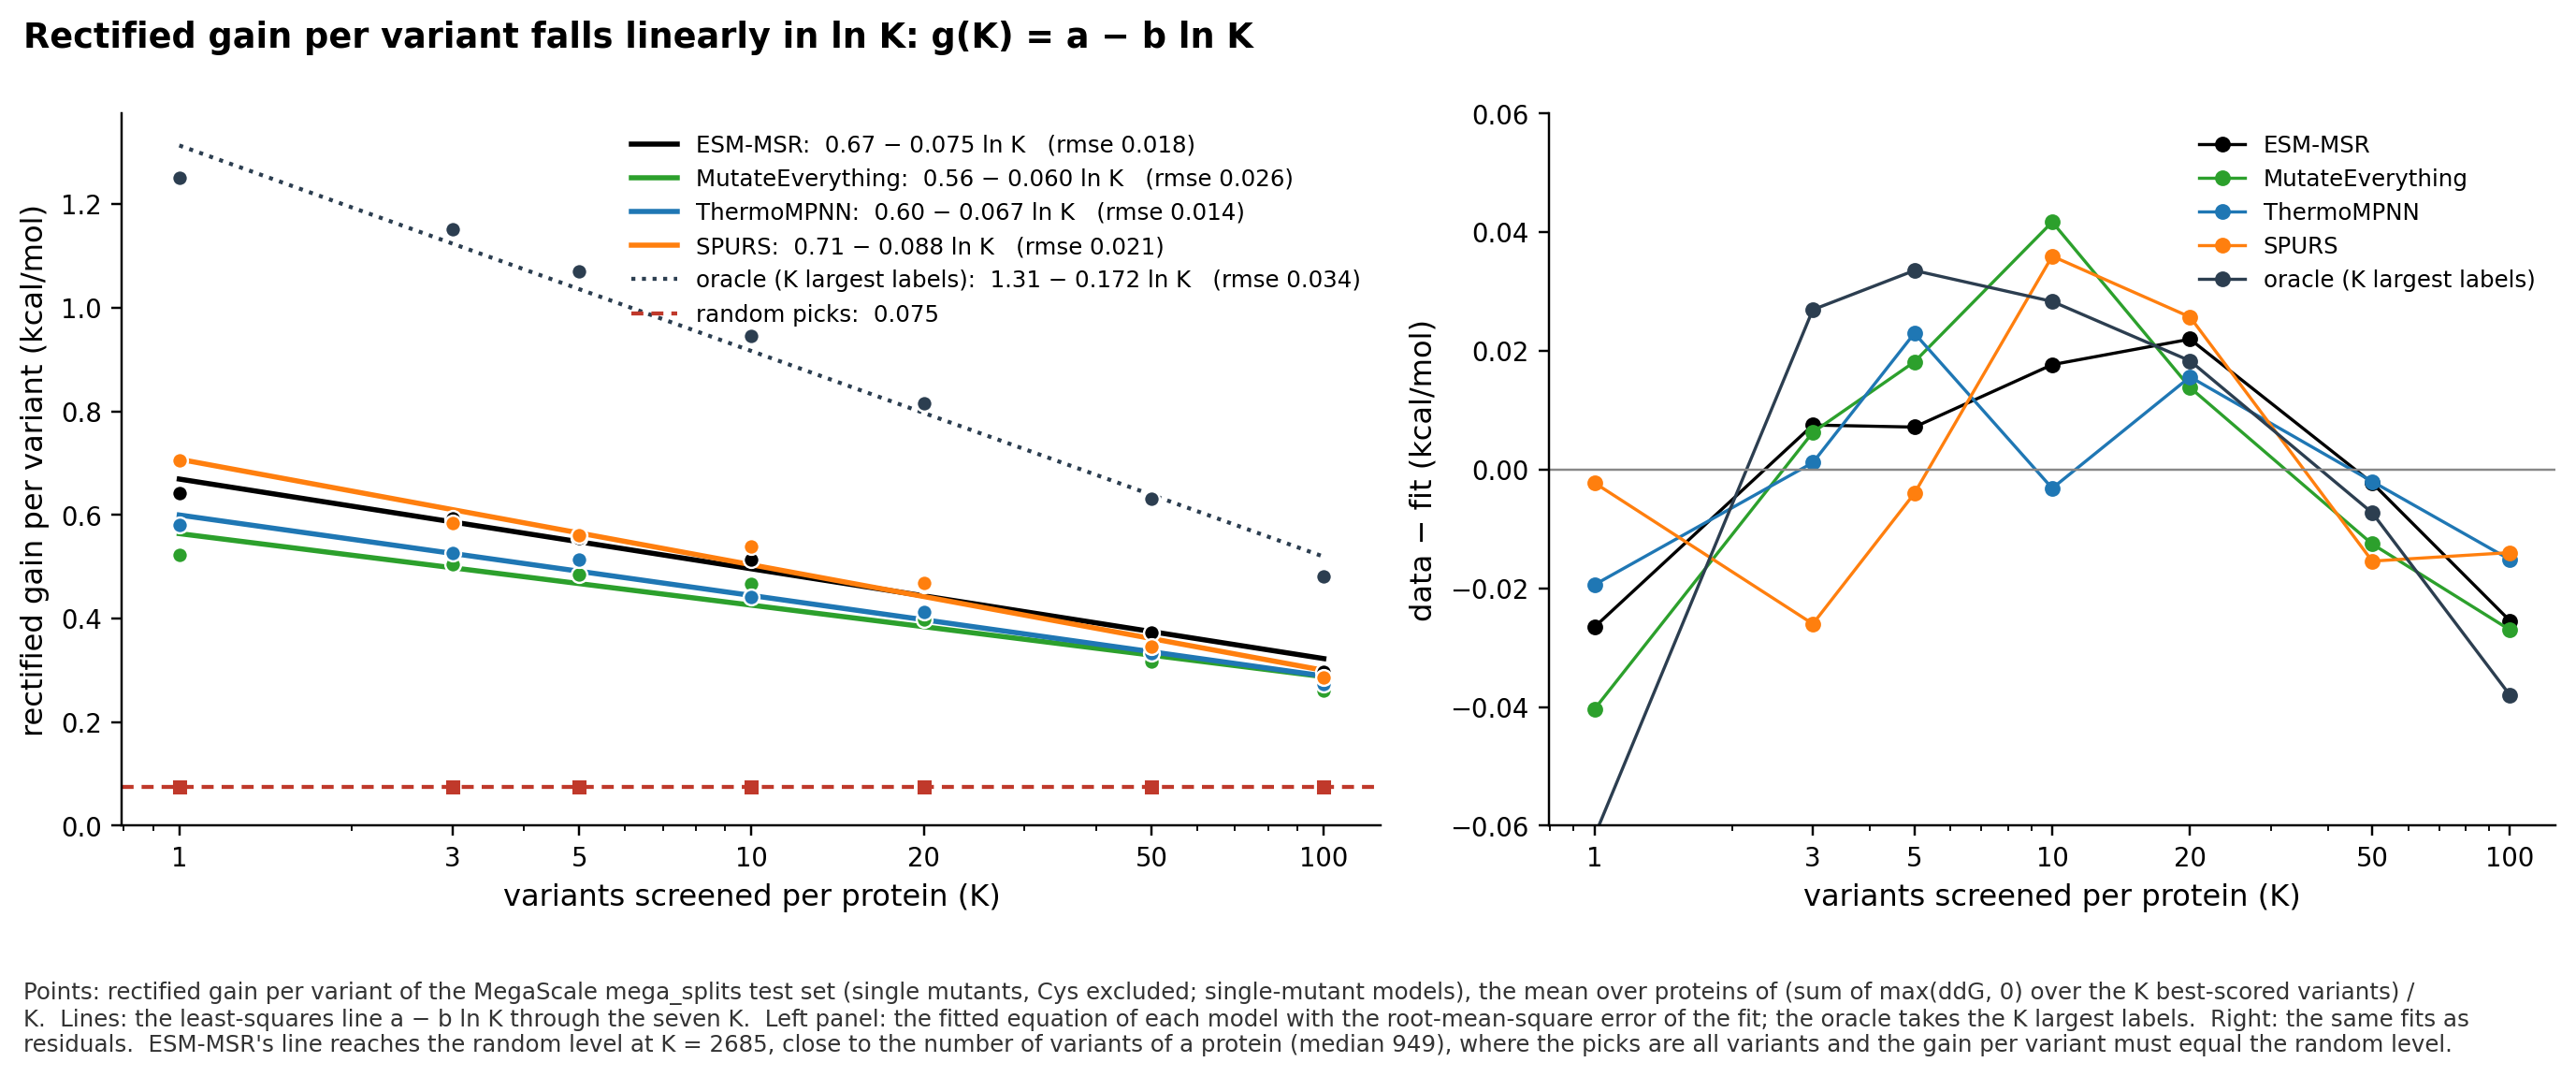 Rectified gain per variant falls linearly in ln K: g(K) = a − b ln K
rectified gain per variant (kcal/mol)
1.2
1.0
0.8
0.6
0.4
0.2
0.0
ESM-MSR:  0.67 − 0.075 ln K   (rmse 0.018)
MutateEverything:  0.56 − 0.060 ln K   (rmse 0.026)
ThermoMPNN:  0.60 − 0.067 ln K   (rmse 0.014)
SPURS:  0.71 − 0.088 ln K   (rmse 0.021)
oracle (K largest labels):  1.31 − 0.172 ln K   (rmse 0.034)
random picks:  0.075
1 3 5 10 20 50 100
variants screened per protein (K)
data − fit (kcal/mol)
0.06
0.04
0.02
0.00
−0.02
−0.04
−0.06
ESM-MSR
MutateEverything
ThermoMPNN
SPURS
oracle (K largest labels)
1 3 5 10 20 50 100
variants screened per protein (K)
Points: rectified gain per variant of the MegaScale mega_splits test set (single mutants, Cys excluded; single-mutant models), the mean over proteins of (sum of max(ddG, 0) over the K best-scored variants) /
K.  Lines: the least-squares line a − b ln K through the seven K.  Left panel: the fitted equation of each model with the root-mean-square error of the fit; the oracle takes the K largest labels.  Right: the same fits as
residuals.  ESM-MSR's line reaches the random level at K = 2685, close to the number of variants of a protein (median 949), where the picks are all variants and the gain per variant must equal the random level.